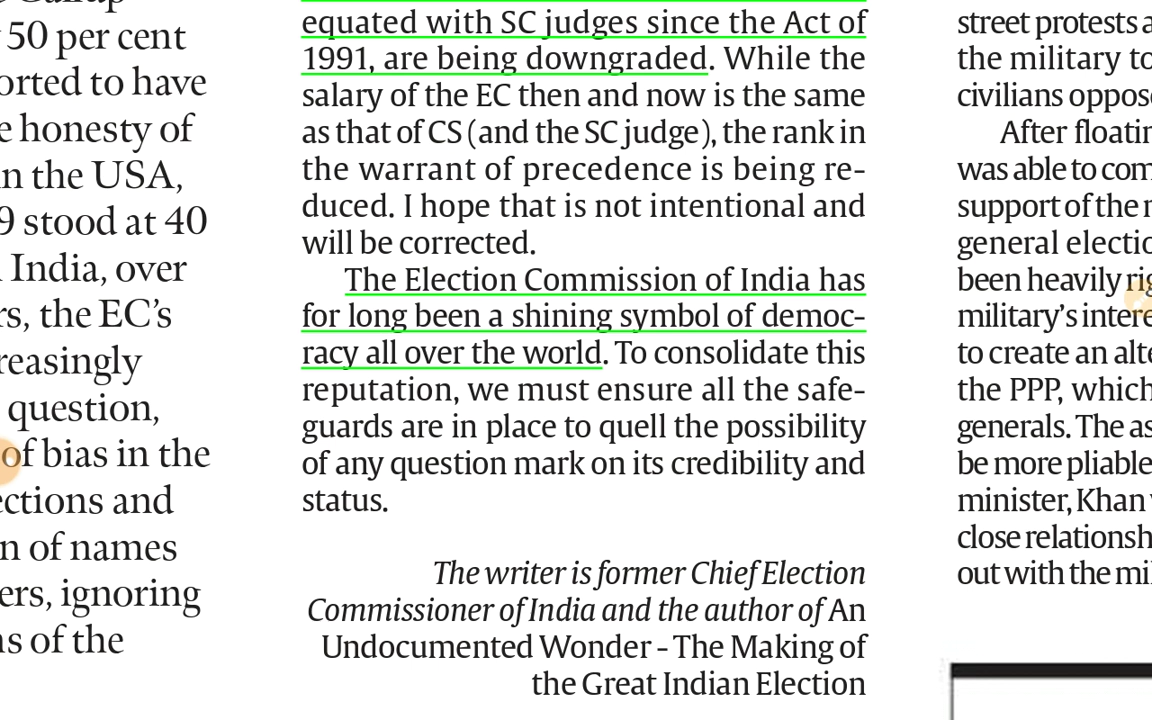 50 per cent
orted to have
e honesty of
n the USA,
9 stood at 40
India, over
rs, the EC's
reasingly
question,
of bias in the
ections and
n of names
ers, ignoring
ns of the
equated with SC judges since the Act of
1991, are being downgraded. While the
salary of the EC then and now is the same
as that of CS (and the SC judge), the rank in
the warrant of precedence is being re-
duced. I hope that is not intentional and
will be corrected.
The Election Commission of India has
for long been a shining symbol of democ-
racy all over the world. To consolidate this
reputation, we must ensure all the safe-
guards are in place to quell the possibility
of any question mark on its credibility and
status.
The writer is former Chief Election
Commissioner of India and the author of An
Undocumented Wonder - The Making of
the Great Indian Election
street protests a
the military to
civilians oppose
After floatin
was able to com
support of the m
general electio
been heavily rig
military's intere
to create an alte
the PPP, which
generals. The as
be more pliable
minister, Khan
close relationsh
out with the mil